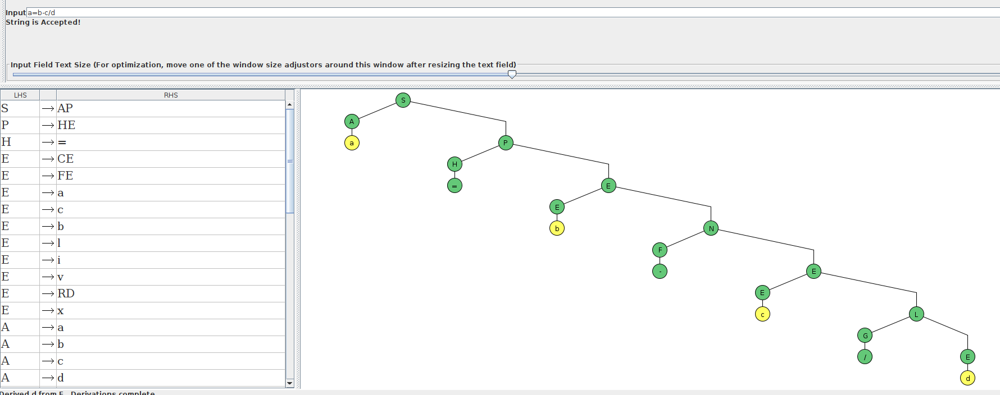 Input a=b-c/d
String is Accepted!
Input Field Text Size (For optimization, move one of the window size adjustors around this window after resizing the text field)
LHS RHS
S → AP
P → HE
H → =
E → CE
E → FE
E → a
E → c
E → b
E → l
E → i
E → v
E → RD
E → x
A → a
A → b
A → c
A → d
S
A
a
P
H
=
E
E
b
N
F
-
E
E
c
L
G
/
E
d
Derived d from E. Derivations complete